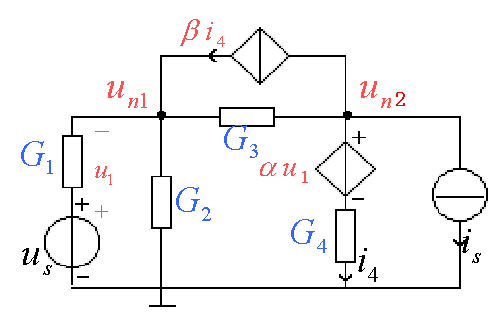 βi₄
uₙ₁
uₙ₂
G₁
−
u₁
+
G₃
αu₁
+
−
G₂
G₄
+
uₛ
−
i₄
iₛ